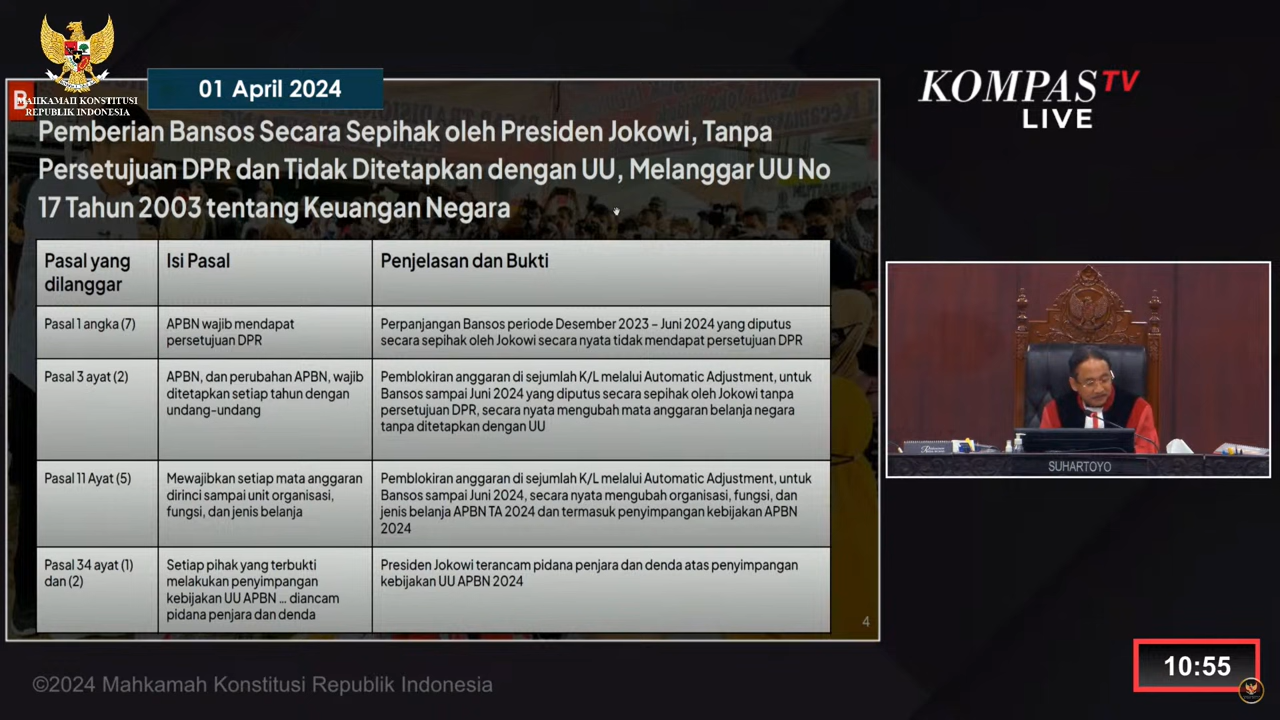 MAHKAMAH KONSTITUSI
REPUBLIK INDONESIA
B
01 April 2024
KOMPAS TV
LIVE
Pemberian Bansos Secara Sepihak oleh Presiden Jokowi, Tanpa
Persetujuan DPR dan Tidak Ditetapkan dengan UU, Melanggar UU No
17 Tahun 2003 tentang Keuangan Negara
Pasal yang
dilanggar
Isi Pasal
Penjelasan dan Bukti
Pasal 1 angka (7)
APBN wajib mendapat
persetujuan DPR
Perpanjangan Bansos periode Desember 2023 – Juni 2024 yang diputus
secara sepihak oleh Jokowi secara nyata tidak mendapat persetujuan DPR
Pasal 3 ayat (2)
APBN, dan perubahan APBN, wajib
ditetapkan setiap tahun dengan
undang-undang
Pemblokiran anggaran di sejumlah K/L melalui Automatic Adjustment, untuk
Bansos sampai Juni 2024 yang diputus secara sepihak oleh Jokowi tanpa
persetujuan DPR, secara nyata mengubah mata anggaran belanja negara
tanpa ditetapkan dengan UU
Pasal 11 Ayat (5)
Mewajibkan setiap mata anggaran
dirinci sampai unit organisasi,
fungsi, dan jenis belanja
Pemblokiran anggaran di sejumlah K/L melalui Automatic Adjustment, untuk
Bansos sampai Juni 2024, secara nyata mengubah organisasi, fungsi, dan
jenis belanja APBN TA 2024 dan termasuk penyimpangan kebijakan APBN
2024
Pasal 34 ayat (1)
dan (2)
Setiap pihak yang terbukti
melakukan penyimpangan
kebijakan UU APBN ... diancam
pidana penjara dan denda
Presiden Jokowi terancam pidana penjara dan denda atas penyimpangan
kebijakan UU APBN 2024
4
SUHARTOYO
10:55
©2024 Mahkamah Konstitusi Republik Indonesia